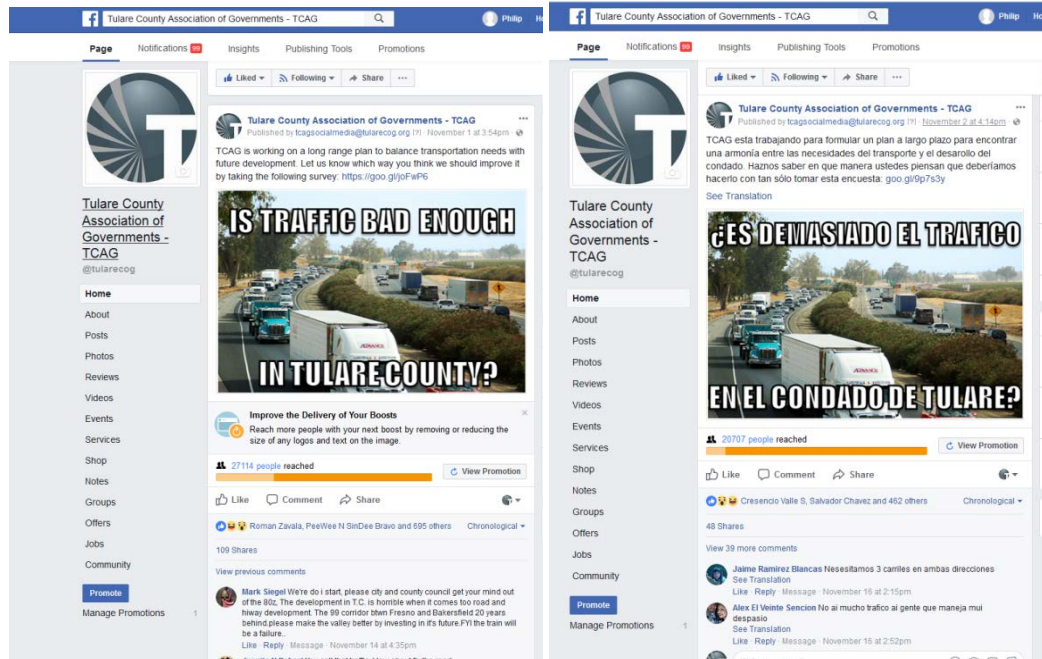 Tulare County Association of Governments - TCAG
Philip
Page Notifications 99 Insights Publishing Tools Promotions
Liked Following Share ...
Tulare County Association of Governments - TCAG
Published by tcagsocialmedia@tularecog.org [?] · November 1 at 3:54pm ·
TCAG is working on a long range plan to balance transportation needs with
future development. Let us know which way you think we should improve it
by taking the following survey: https://goo.gl/joFwP6
IS TRAFFIC BAD ENOUGH
IN TULARE COUNTY?
Tulare County
Association of
Governments -
TCAG
@tularecog
Home
About
Posts
Photos
Reviews
Videos
Events
Services
Shop
Notes
Groups
Offers
Jobs
Community
Promote
Manage Promotions 1
Improve the Delivery of Your Boosts
Reach more people with your next boost by removing or reducing the
size of any logos and text on the image.
27114 people reached
View Promotion
Like Comment Share
Roman Zavala, PeeWee N SinDee Bravo and 695 others Chronological
109 Shares
View previous comments
Mark Siegel We're do i start, please city and county council get your mind out
of the 80z, The development in T.C. is horrible when it comes too road and
hiway development. The 99 corridor btwn Fresno and Bakersfield 20 years
behind.please make the valley better by investing in it's future.FYI the train will
be a failure..
Like · Reply · Message · November 14 at 4:35pm
Tulare County Association of Governments - TCAG
Philip
Page Notifications 99 Insights Publishing Tools Promotions
Liked Following Share ...
Tulare County Association of Governments - TCAG
Published by tcagsocialmedia@tularecog.org [?] · November 2 at 4:14pm ·
TCAG esta trabajando para formular un plan a largo plazo para encontrar
una armonía entre las necesidades del transporte y el desarollo del
condado. Haznos saber en que manera ustedes piensan que deberíamos
hacerlo con tan sólo tomar esta encuesta: goo.gl/9p7s3y
See Translation
¿ES DEMASIADO EL TRAFICO
EN EL CONDADO DE TULARE?
Tulare County
Association of
Governments -
TCAG
@tularecog
Home
About
Posts
Photos
Reviews
Videos
Events
Services
Shop
Notes
Groups
Offers
Jobs
Community
Promote
Manage Promotions 1
20707 people reached
View Promotion
Like Comment Share
Cresencio Valle S, Salvador Chavez and 462 others Chronological
48 Shares
View 39 more comments
Jaime Ramirez Blancas Nesesitamos 3 carriles en ambas direcciones
See Translation
Like · Reply · Message · November 16 at 2:15pm
Alex El Veinte Sencion No ai mucho trafico ai gente que maneja mui
despasio
See Translation
Like · Reply · Message · November 16 at 2:52pm